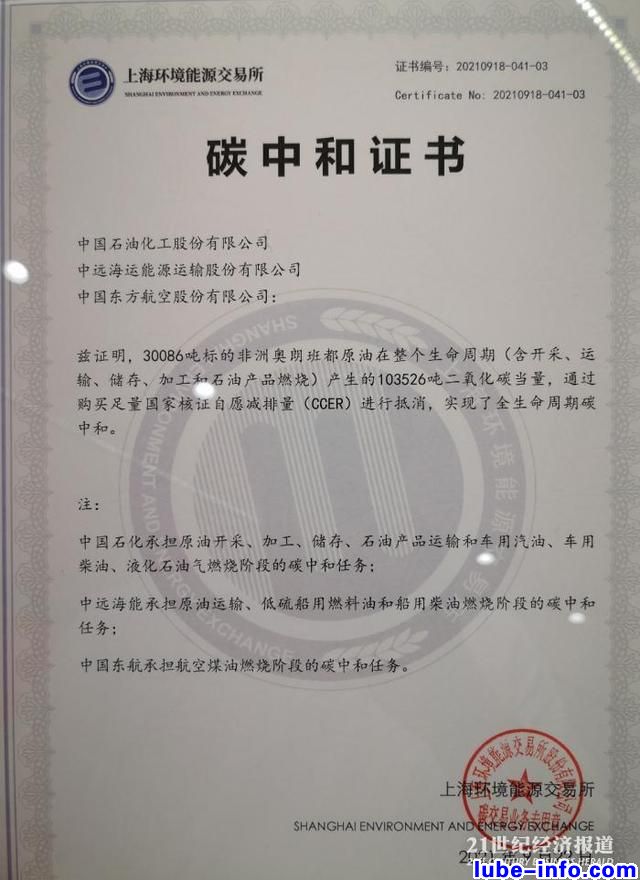 上海环境能源交易所
SHANGHAI ENVIRONMENT AND ENERGY EXCHANGE
证书编号：20210918-041-03
Certificate No: 20210918-041-03
碳中和证书
中国石油化工股份有限公司
中远海运能源运输股份有限公司
中国东方航空股份有限公司：
兹证明，30086吨标的非洲奥朗班都原油在整个生命周期（含开采、运
输、储存、加工和石油产品燃烧）产生的103526吨二氧化碳当量，通过
购买足量国家核证自愿减排量（CCER）进行抵消，实现了全生命周期碳
中和。
注：
中国石化承担原油开采、加工、储存、石油产品运输和车用汽油、车用
柴油、液化石油气燃烧阶段的碳中和任务；
中远海能承担原油运输、低硫船用燃料油和船用柴油燃烧阶段的碳中和
任务；
中国东航承担航空煤油燃烧阶段的碳中和任务。
上海环境能源交易所
SHANGHAI ENVIRONMENT AND ENERGY EXCHANGE
碳交易业务专用章
21世纪经济报道
lube-info.com